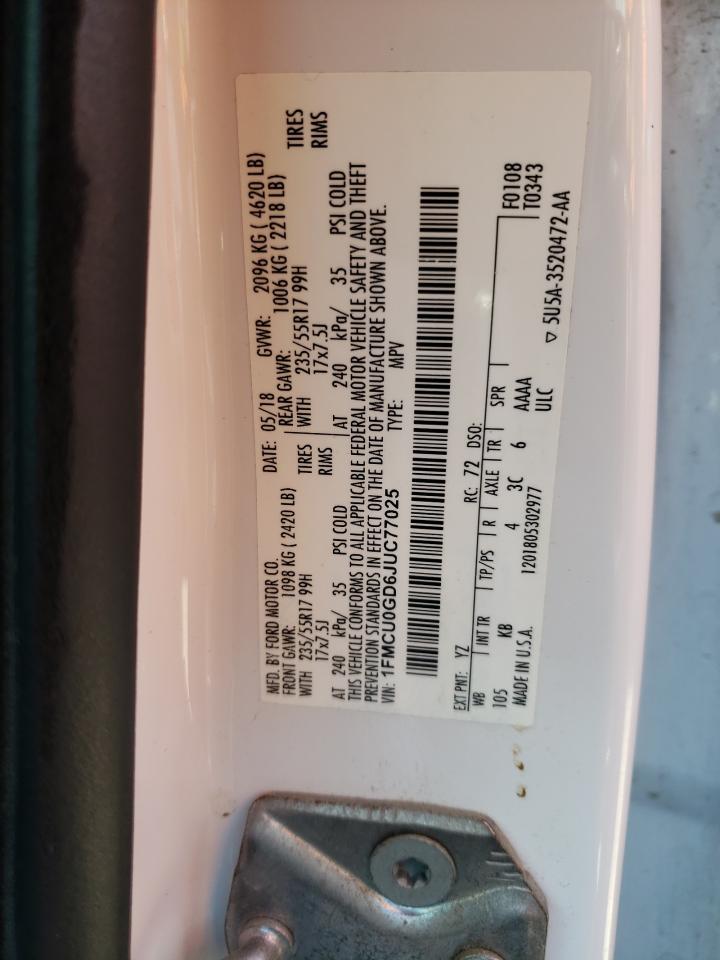 MFD. BY FORD MOTOR CO. DATE: 05/18 GVWR: 2096 KG ( 4620 LB)
FRONT GAWR: 1098 KG ( 2420 LB) REAR GAWR: 1006 KG ( 2218 LB)
WITH 235/55R17 99H TIRES WITH 235/55R17 99H TIRES
17x7.5J RIMS 17x7.5J RIMS
AT 240 kPa/ 35 PSI COLD AT 240 kPa/ 35 PSI COLD
THIS VEHICLE CONFORMS TO ALL APPLICABLE FEDERAL MOTOR VEHICLE SAFETY AND THEFT
PREVENTION STANDARDS IN EFFECT ON THE DATE OF MANUFACTURE SHOWN ABOVE.
VIN: 1FMCU0GD6JUC77025 TYPE: MPV
EXT PNT: YZ RC: 72 DSO:
WB INT TR TP/PS R AXLE TR SPR F0108
105 KB 4 3C 6 AAAA T0343
MADE IN U.S.A. 1201805302977 ULC ▽ 5U5A-3520472-AA